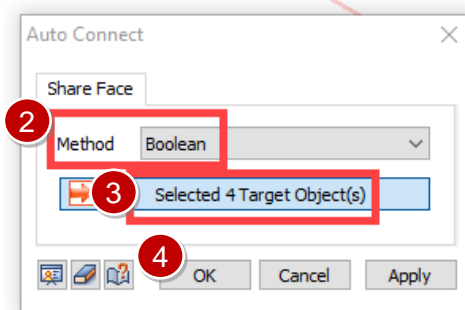 Auto Connect
Share Face
2
Method Boolean
3 Selected 4 Target Object(s)
4
OK Cancel Apply